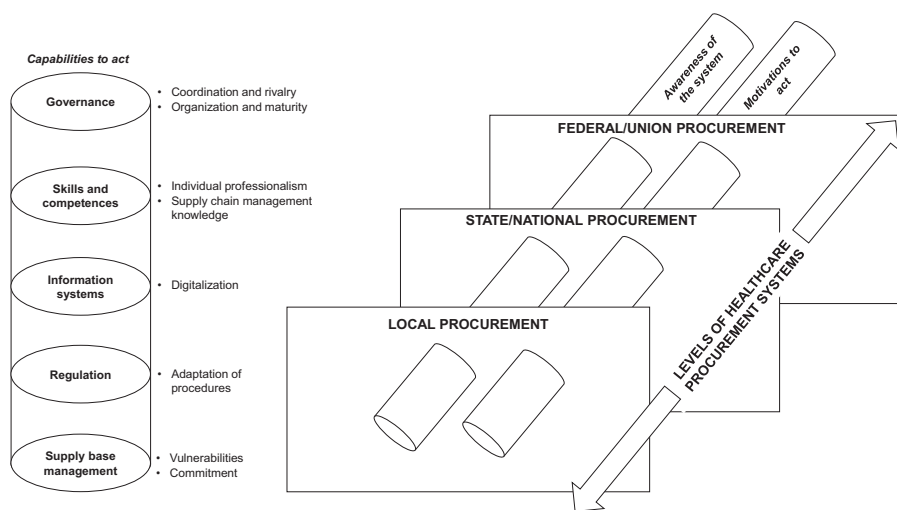 Capabilities to act
Governance
• Coordination and rivalry
• Organization and maturity
Skills and
competences
• Individual professionalism
• Supply chain management
knowledge
Information
systems
• Digitalization
Regulation
• Adaptation of
procedures
Supply base
management
• Vulnerabilities
• Commitment
Awareness of
the system
Motivations to
act
FEDERAL/UNION PROCUREMENT
STATE/NATIONAL PROCUREMENT
LOCAL PROCUREMENT
LEVELS OF HEALTHCARE
PROCUREMENT SYSTEMS